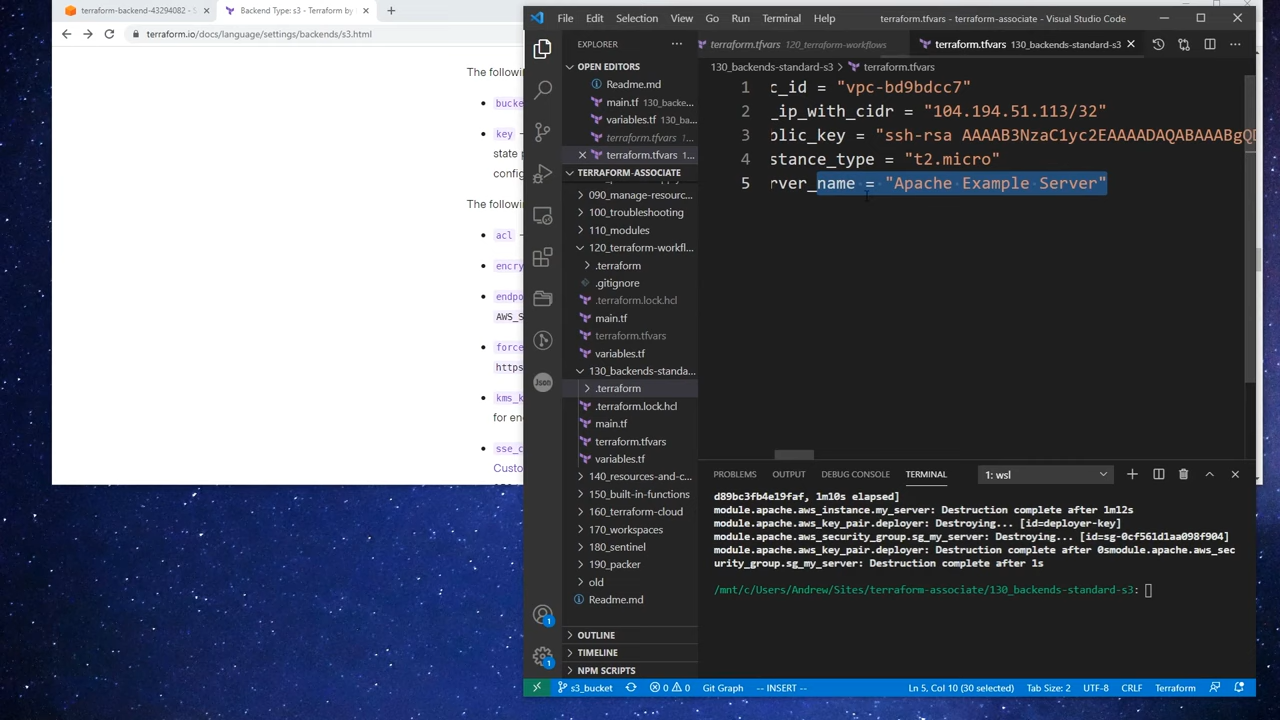 terraform-backend-43294082 - S
Backend Type: s3 - Terraform by
terraform.io/docs/language/settings/backends/s3.html
The follow
bucke
key –
state p
config
The follow
acl –
encry
endpo
AWS_S
force
https
kms_k
for en
sse_c
Custo
File Edit Selection View Go Run Terminal Help
terraform.tfvars - terraform-associate - Visual Studio Code
EXPLORER
OPEN EDITORS
Readme.md
main.tf 130_backe...
variables.tf 130_ba...
terraform.tfvars 1...
terraform.tfvars 1...
TERRAFORM-ASSOCIATE
090_manage-resourc...
100_troubleshooting
110_modules
120_terraform-workfl...
.terraform
.gitignore
.terraform.lock.hcl
main.tf
terraform.tfvars
variables.tf
130_backends-standa...
.terraform
.terraform.lock.hcl
main.tf
terraform.tfvars
variables.tf
140_resources-and-c...
150_built-in-functions
160_terraform-cloud
170_workspaces
180_sentinel
190_packer
old
Readme.md
OUTLINE
TIMELINE
NPM SCRIPTS
Json
1
1
terraform.tfvars 120_terraform-workflows
terraform.tfvars 130_backends-standard-s3
130_backends-standard-s3 > terraform.tfvars
1 c_id = "vpc-bd9bdcc7"
2 _ip_with_cidr = "104.194.51.113/32"
3 blic_key = "ssh-rsa AAAAB3NzaC1yc2EAAAADAQABAAABgQD
4 stance_type = "t2.micro"
5 rver_name = "Apache Example Server"
PROBLEMS OUTPUT DEBUG CONSOLE TERMINAL
1: wsl
d89bc3fb4e19faf, 1m10s elapsed]
module.apache.aws_instance.my_server: Destruction complete after 1m12s
module.apache.aws_key_pair.deployer: Destroying... [id=deployer-key]
module.apache.aws_security_group.sg_my_server: Destroying... [id=sg-0cf561d1aa098f904]
module.apache.aws_key_pair.deployer: Destruction complete after 0smodule.apache.aws_sec
urity_group.sg_my_server: Destruction complete after 1s
/mnt/c/Users/Andrew/Sites/terraform-associate/130_backends-standard-s3:
s3_bucket 0 0 Git Graph -- INSERT -- Ln 5, Col 10 (30 selected) Tab Size: 2 UTF-8 CRLF Terraform